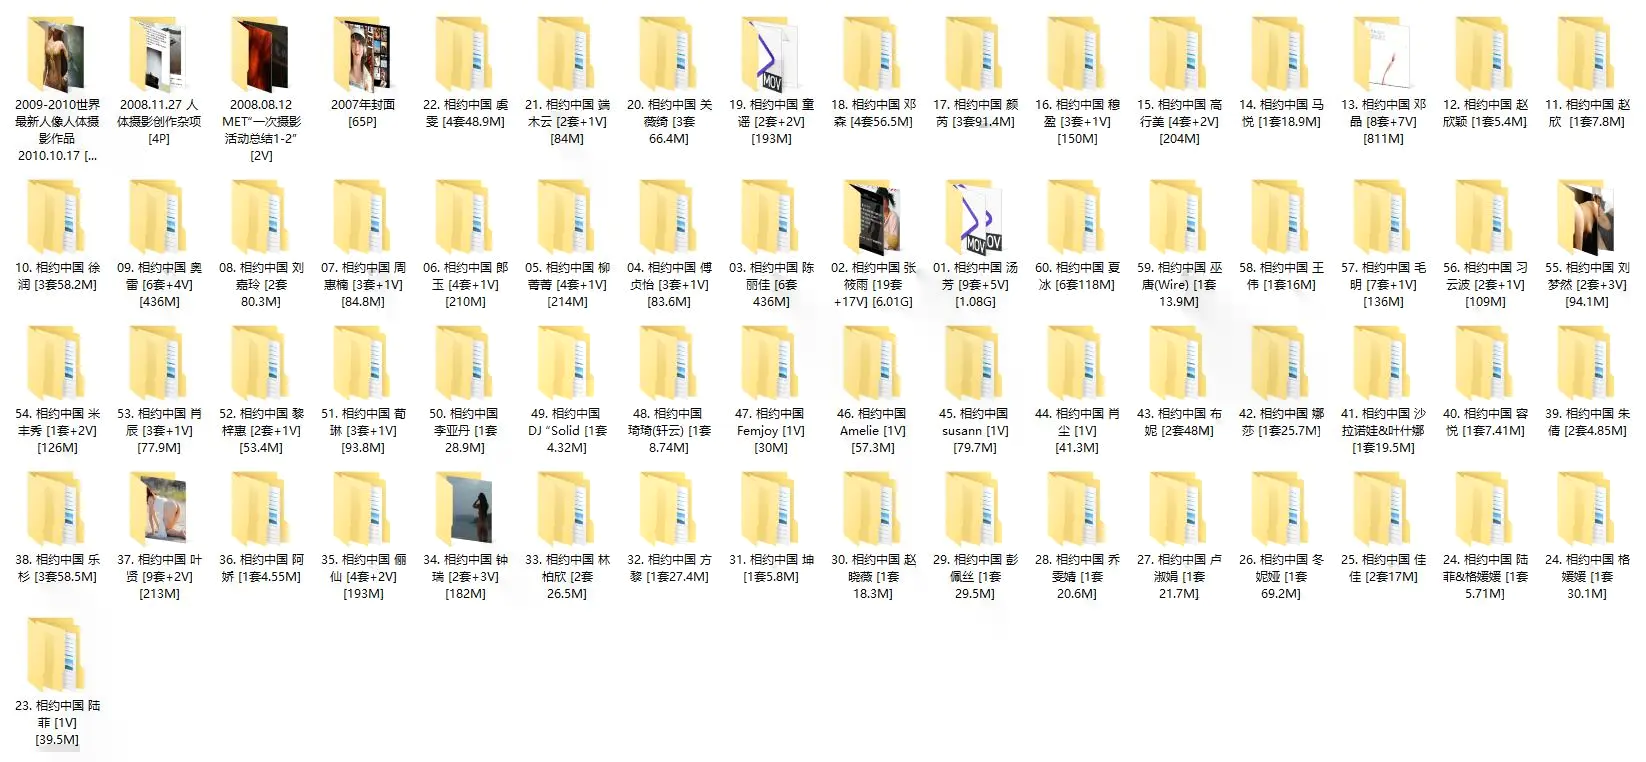 2009-2010世界
最新人像人体摄
影作品
2010.10.17 [...
2008.11.27 人
体摄影创作杂项
[4P]
2008.08.12
MET“一次摄影
活动总结1-2”
[2V]
2007年封面
[65P]
22. 相约中国 虞
雯 [4套48.9M]
21. 相约中国 端
木云 [2套+1V]
[84M]
20. 相约中国 关
薇绮 [3套
66.4M]
19. 相约中国 童
谣 [2套+2V]
[193M]
18. 相约中国 邓
森 [4套56.5M]
17. 相约中国 颜
芮 [3套91.4M]
16. 相约中国 穆
盈 [3套+1V]
[150M]
15. 相约中国 高
行美 [4套+2V]
[204M]
14. 相约中国 马
悦 [1套18.9M]
13. 相约中国 邓
晶 [8套+7V]
[811M]
12. 相约中国 赵
欣颖 [1套5.4M]
11. 相约中国 赵
欣 [1套7.8M]
10. 相约中国 徐
润 [3套58.2M]
09. 相约中国 奥
雷 [6套+4V]
[436M]
08. 相约中国 刘
嘉玲 [2套
80.3M]
07. 相约中国 周
惠楠 [3套+1V]
[84.8M]
06. 相约中国 郎
玉 [4套+1V]
[210M]
05. 相约中国 柳
菁菁 [4套+1V]
[214M]
04. 相约中国 傅
贞怡 [3套+1V]
[83.6M]
03. 相约中国 陈
丽佳 [6套
436M]
02. 相约中国 张
筱雨 [19套
+17V] [6.01G]
01. 相约中国 汤
芳 [9套+5V]
[1.08G]
60. 相约中国 夏
冰 [6套118M]
59. 相约中国 巫
唐(Wire) [1套
13.9M]
58. 相约中国 王
伟 [1套16M]
57. 相约中国 毛
明 [7套+1V]
[136M]
56. 相约中国 习
云波 [2套+1V]
[109M]
55. 相约中国 刘
梦然 [2套+3V]
[94.1M]
54. 相约中国 米
丰秀 [1套+2V]
[126M]
53. 相约中国 肖
辰 [3套+1V]
[77.9M]
52. 相约中国 黎
梓惠 [2套+1V]
[53.4M]
51. 相约中国 荀
琳 [3套+1V]
[93.8M]
50. 相约中国
李亚丹 [1套
28.9M]
49. 相约中国
DJ “Solid [1套
4.32M]
48. 相约中国
琦琦(轩云) [1套
8.74M]
47. 相约中国
Femjoy [1V]
[30M]
46. 相约中国
Amelie [1V]
[57.3M]
45. 相约中国
susann [1V]
[79.7M]
44. 相约中国 肖
尘 [1V]
[41.3M]
43. 相约中国 布
妮 [2套48M]
42. 相约中国 娜
莎 [1套25.7M]
41. 相约中国 沙
拉诺娃&叶什娜
[1套19.5M]
40. 相约中国 容
悦 [1套7.41M]
39. 相约中国 朱
倩 [2套4.85M]
38. 相约中国 乐
杉 [3套58.5M]
37. 相约中国 叶
贤 [9套+2V]
[213M]
36. 相约中国 阿
娇 [1套4.55M]
35. 相约中国 俪
仙 [4套+2V]
[193M]
34. 相约中国 钟
瑞 [2套+3V]
[182M]
33. 相约中国 林
柏欣 [2套
26.5M]
32. 相约中国 方
黎 [1套27.4M]
31. 相约中国 坤
[1套5.8M]
30. 相约中国 赵
晓薇 [1套
18.3M]
29. 相约中国 彭
佩丝 [1套
29.5M]
28. 相约中国 乔
雯婧 [1套
20.6M]
27. 相约中国 卢
淑娟 [1套
21.7M]
26. 相约中国 冬
妮娅 [1套
69.2M]
25. 相约中国 佳
佳 [2套17M]
24. 相约中国 陆
菲&格媛媛 [1套
5.71M]
24. 相约中国 格
媛媛 [1套
30.1M]
23. 相约中国 陆
菲 [1V]
[39.5M]